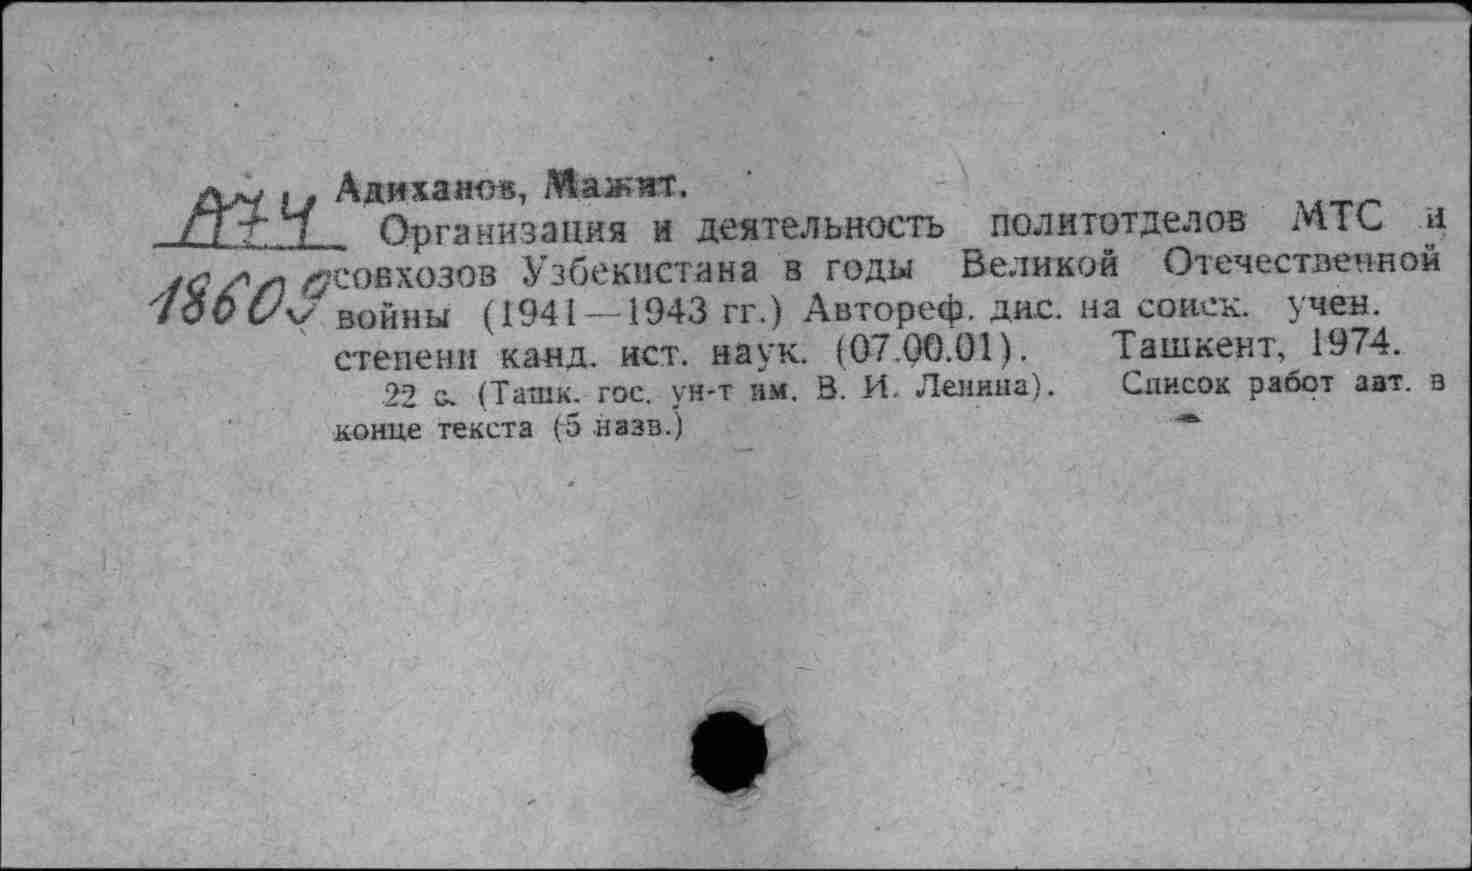 Адиханов, Мажит.
Организация и деятельность политотделов МТС и
совхозов Узбекистана в годы Великой Отечественной
18609 войны (1941—1943 гг.) Автореф. дис. на соиск. учен.
степени канд. ист. наук. (07.00.01). Ташкент, 1974.
22 с. (Ташк. гос. ун-т им. В. И. Ленина). Список работ авт. в
конце текста (5 назв.)